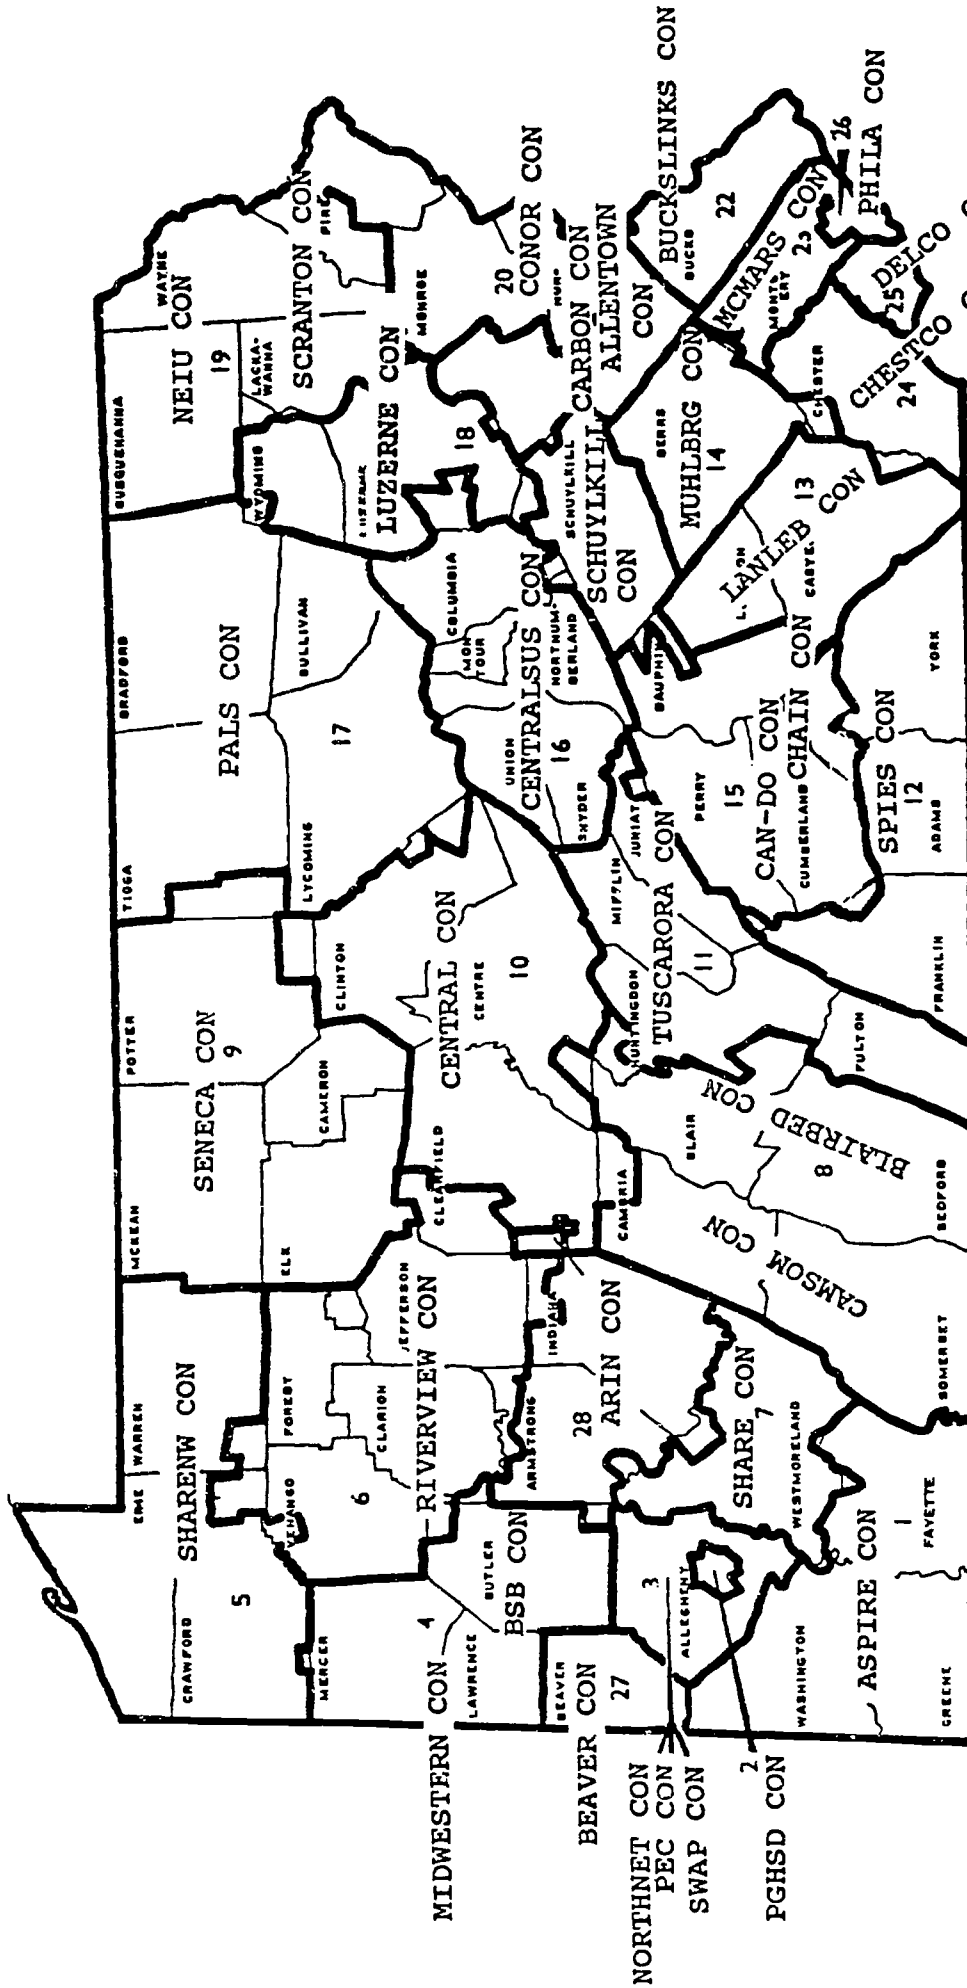 ERIE
WARREN
MCKEAN
POTTER
TIOGA
BRADFORD
SUSQUEHANNA
WAYNE
CRAWFORD
SHARENW CON
5
SENECA CON
9
PALS CON
NEIU CON
19
WYOMING
LACKA-
WANNA
SCRANTON CON
PIKE
MERCER
VENANGO
FOREST
ELK
CAMERON
CLINTON
LYCOMING
SULLIVAN
17
6
CLARION
JEFFERSON
RIVERVIEW CON
CLEARFIELD
CENTRAL CON
CENTRE
10
LUZERNE CON
18
MONROE
COLUMBIA
MON
TOUR
UNION
CENTRALSUS CON
16
NORTHUM-
BERLAND
SNYDER
MIDWESTERN CON
4
LAWRENCE
BUTLER
BSB CON
ARMSTRONG
INDIANA
28
ARIN CON
CAMBRIA
BLAIR
HUNTINGDON
MIFFLIN
TUSCARORA CON
11
20
CONOR CON
CARBON CON
ALLENTOWN
CON
SCHUYLKILL
SCHUYLKILL
CON
BEAVER
27
BEAVER CON
3
ALLEGHENY
NORTHNET CON
PEC CON
SWAP CON
2
PGHSD CON
SHARE CON
7
WESTMORELAND
CAMSOM CON
8
BLAIRBED CON
PERRY
15
CAN-DO CON
CUMBERLAND
CHAIN CON
DAUPHIN
BERKS
MUHLBRG CON
14
LANLEB CON
13
BUCKSLINKS CON
BUCKS
22
MCMARS CON
26
PHILA CON
DELCO
25
CHESTER
CHESTCO
24
WASHINGTON
ASPIRE CON
1
FAYETTE
GREENE
SOMERSET
BEDFORD
FULTON
FRANKLIN
SPIES CON
12
ADAMS
YORK